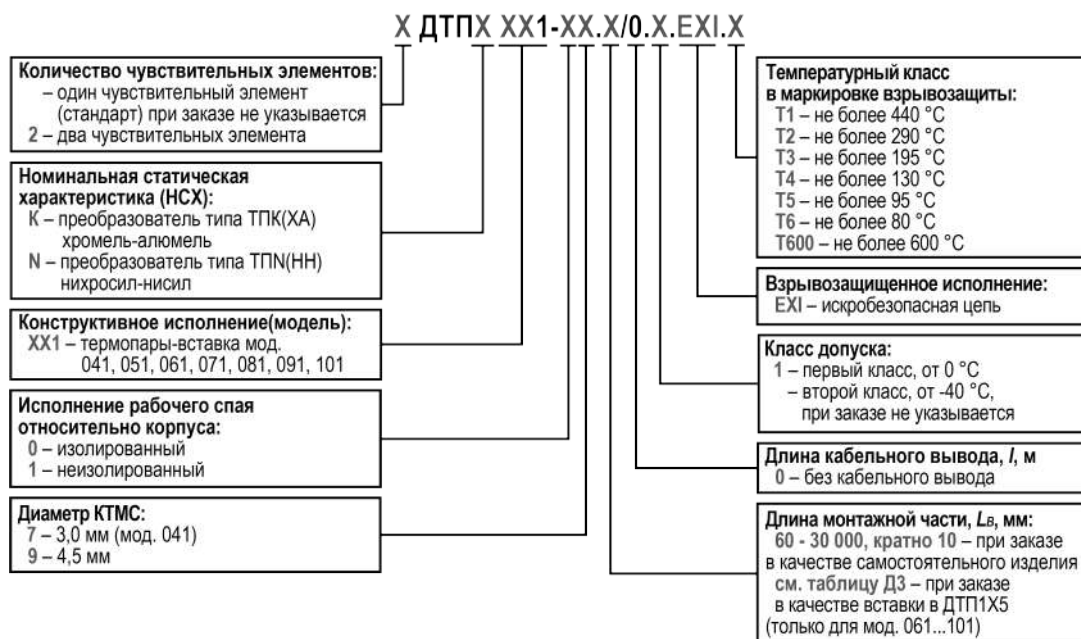 X ДТПX XX1-XX.X/0.X.EXI.X
Количество чувствительных элементов:
– один чувствительный элемент
(стандарт) при заказе не указывается
2 – два чувствительных элемента
Номинальная статическая
характеристика (НСХ):
К – преобразователь типа ТПК(ХА)
хромель-алюмель
N – преобразователь типа ТПN(НН)
нихросил-нисил
Конструктивное исполнение(модель):
XX1 – термопары-вставка мод.
041, 051, 061, 071, 081, 091, 101
Исполнение рабочего спая
относительно корпуса:
0 – изолированный
1 – неизолированный
Диаметр КТМС:
7 – 3,0 мм (мод. 041)
9 – 4,5 мм
Температурный класс
в маркировке взрывозащиты:
Т1 – не более 440 °С
Т2 – не более 290 °С
Т3 – не более 195 °С
Т4 – не более 130 °С
Т5 – не более 95 °С
Т6 – не более 80 °С
Т600 – не более 600 °С
Взрывозащищенное исполнение:
EXI – искробезопасная цепь
Класс допуска:
1 – первый класс, от 0 °С
– второй класс, от -40 °С,
при заказе не указывается
Длина кабельного вывода, l, м
0 – без кабельного вывода
Длина монтажной части, Lв, мм:
60 - 30 000, кратно 10 – при заказе
в качестве самостоятельного изделия
см. таблицу Д3 – при заказе
в качестве вставки в ДТП1Х5
(только для мод. 061...101)